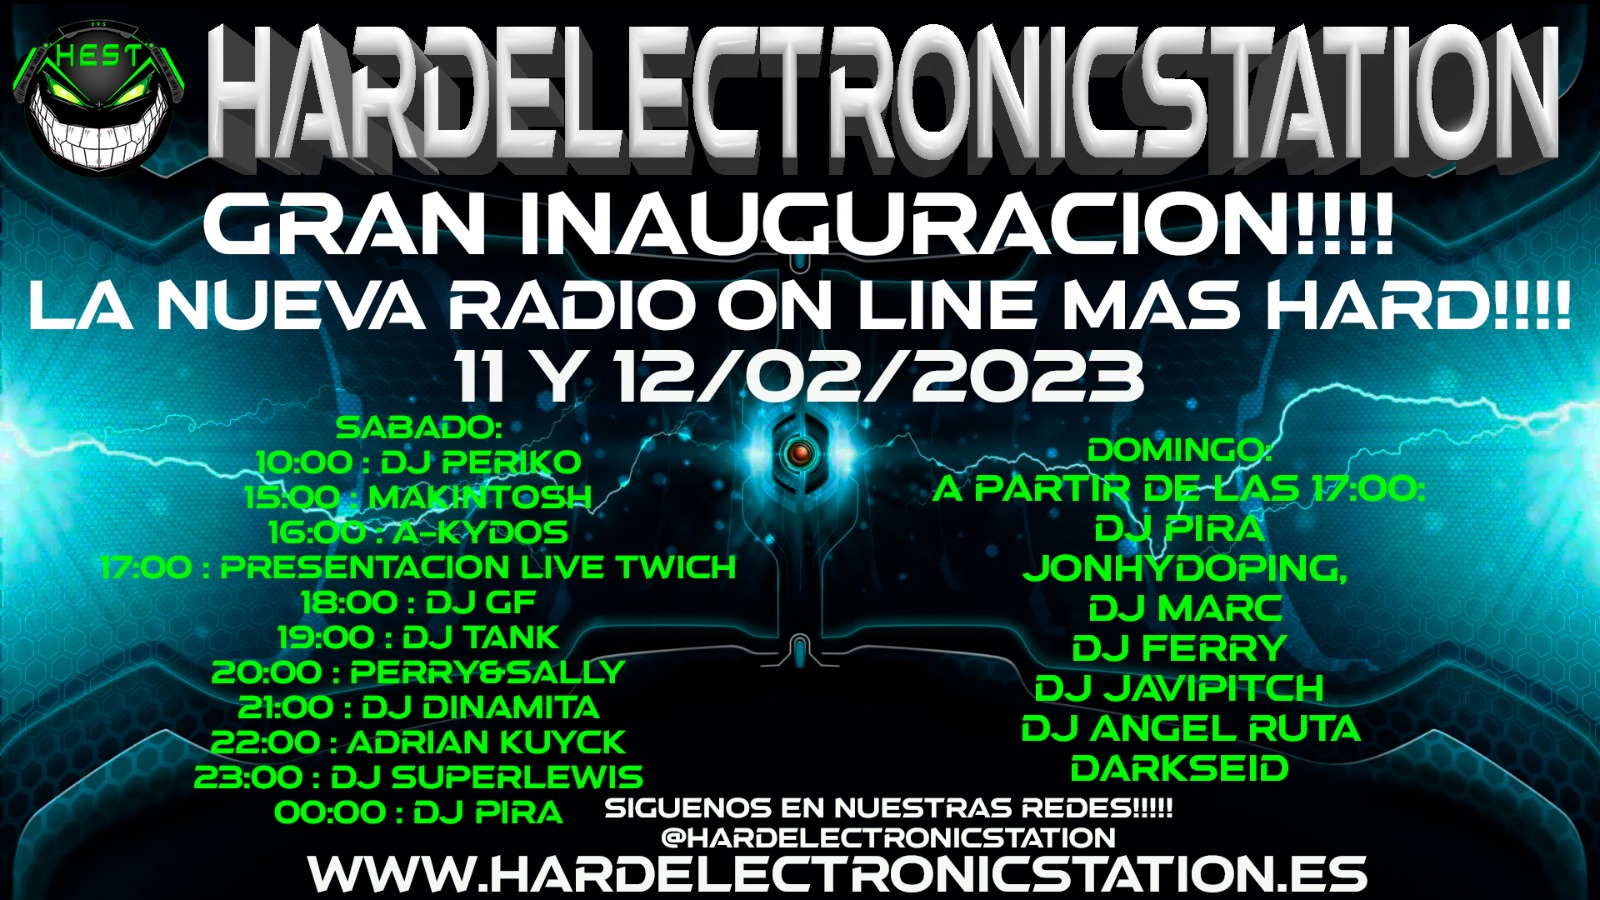 HEST
HARDELECTRONICSTATION
GRAN INAUGURACION!!!!
LA NUEVA RADIO ON LINE MAS HARD!!!!
11 Y 12/02/2023
SABADO:
10:00 : DJ PERIKO
15:00 : MAKINTOSH
16:00 : A-KYDOS
17:00 : PRESENTACION LIVE TWICH
18:00 : DJ GF
19:00 : DJ TANK
20:00 : PERRY&SALLY
21:00 : DJ DINAMITA
22:00 : ADRIAN KUYCK
23:00 : DJ SUPERLEWIS
00:00 : DJ PIRA
DOMINGO:
A PARTIR DE LAS 17:00:
DJ PIRA
JONHYDOPING,
DJ MARC
DJ FERRY
DJ JAVIPITCH
DJ ANGEL RUTA
DARKSEID
SIGUENOS EN NUESTRAS REDES!!!!!
@HARDELECTRONICSTATION
WWW.HARDELECTRONICSTATION.ES